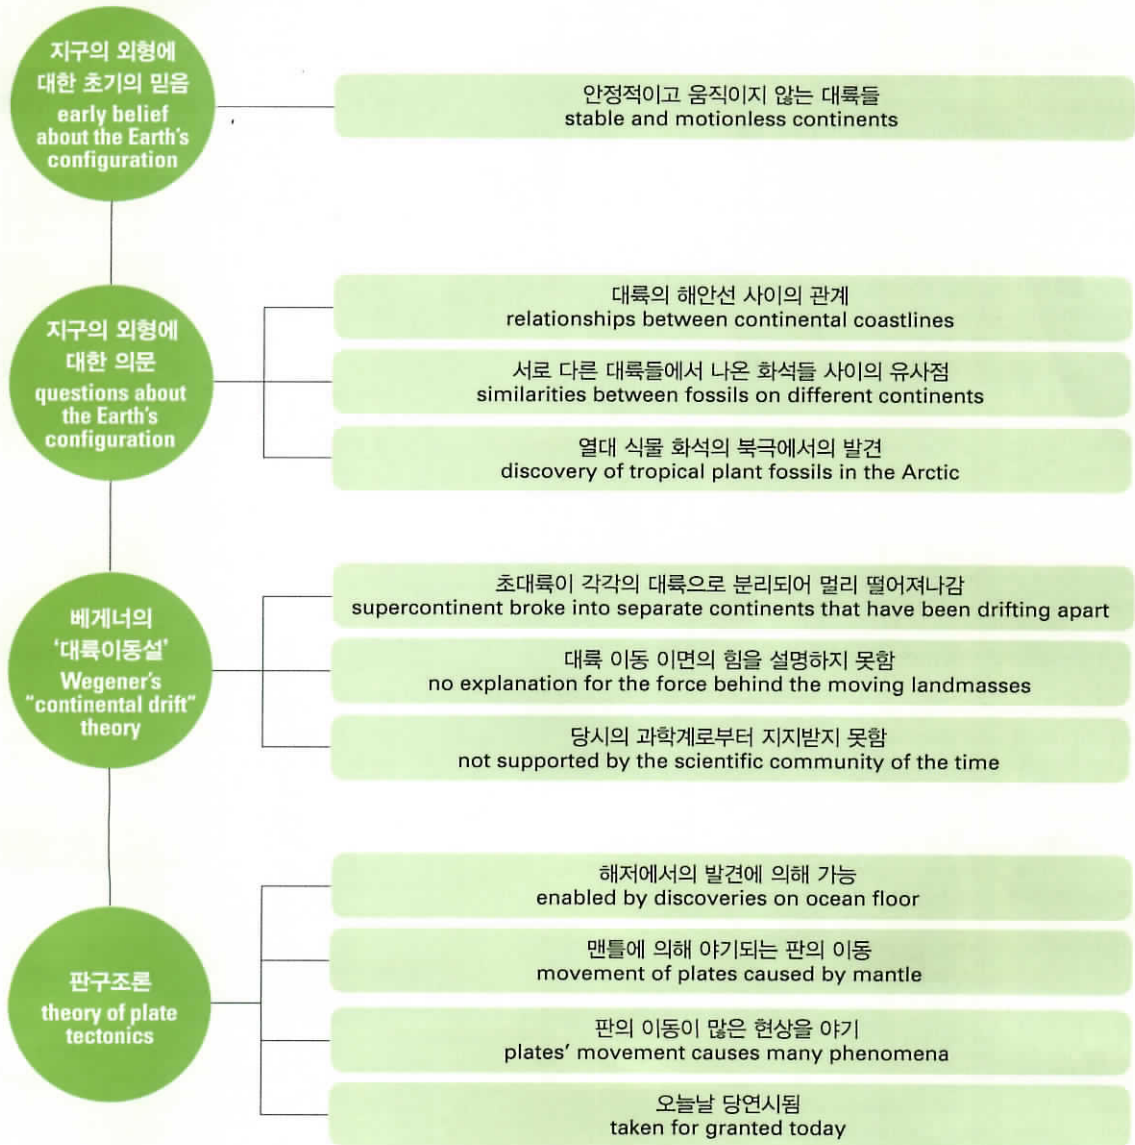 지구의 외형에
대한 초기의 믿음
early belief
about the Earth's
configuration
안정적이고 움직이지 않는 대륙들
stable and motionless continents
지구의 외형에
대한 의문
questions about
the Earth's
configuration
대륙의 해안선 사이의 관계
relationships between continental coastlines
서로 다른 대륙들에서 나온 화석들 사이의 유사점
similarities between fossils on different continents
열대 식물 화석의 북극에서의 발견
discovery of tropical plant fossils in the Arctic
베게너의
‘대륙이동설’
Wegener's
"continental drift"
theory
초대륙이 각각의 대륙으로 분리되어 멀리 떨어져나감
supercontinent broke into separate continents that have been drifting apart
대륙 이동 이면의 힘을 설명하지 못함
no explanation for the force behind the moving landmasses
당시의 과학계로부터 지지받지 못함
not supported by the scientific community of the time
판구조론
theory of plate
tectonics
해저에서의 발견에 의해 가능
enabled by discoveries on ocean floor
맨틀에 의해 야기되는 판의 이동
movement of plates caused by mantle
판의 이동이 많은 현상을 야기
plates' movement causes many phenomena
오늘날 당연시됨
taken for granted today